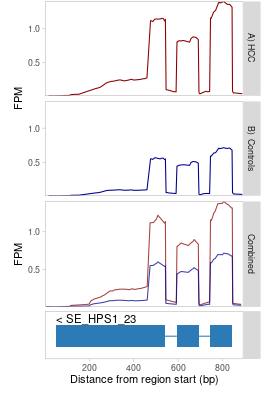 1.0
0.5
FPM
A) HCC
1.0
0.5
B) Controls
1.0
0.5
FPM
Combined
< SE_HPS1_23
200 400 600 800
Distance from region start (bp)